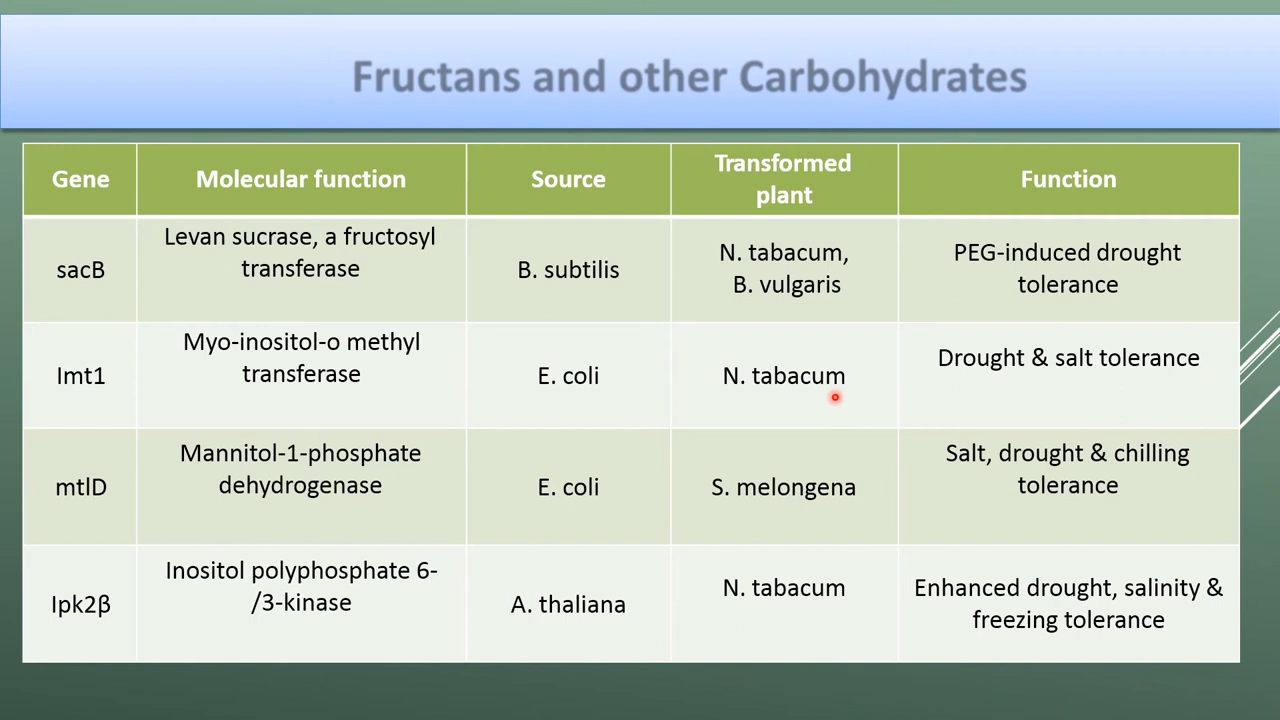 Fructans and other Carbohydrates
Gene
Molecular function
Source
Transformed
plant
Function
sacB
Levan sucrase, a fructosyl
transferase
B. subtilis
N. tabacum,
B. vulgaris
PEG-induced drought
tolerance
Imt1
Myo-inositol-o methyl
transferase
E. coli
N. tabacum
Drought & salt tolerance
mtlD
Mannitol-1-phosphate
dehydrogenase
E. coli
S. melongena
Salt, drought & chilling
tolerance
Ipk2β
Inositol polyphosphate 6-
/3-kinase
A. thaliana
N. tabacum
Enhanced drought, salinity &
freezing tolerance